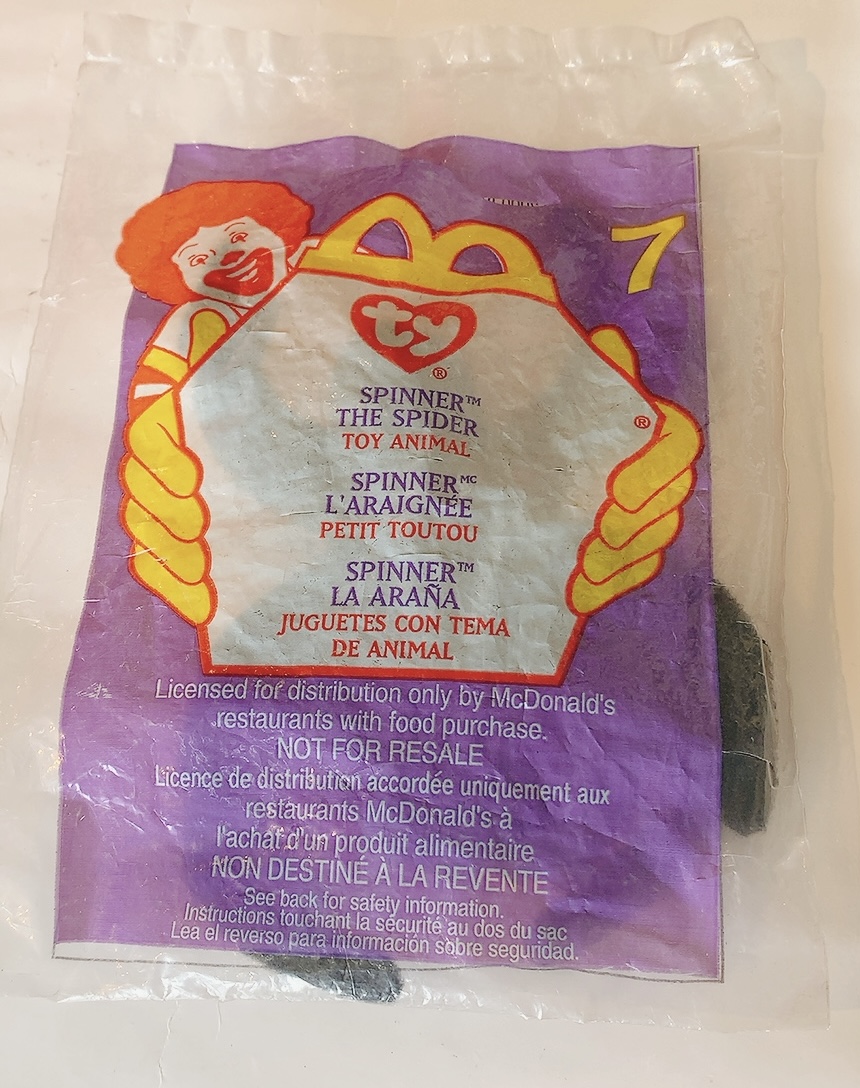 7
ty®
SPINNER™
THE SPIDER
TOY ANIMAL
®
SPINNER MC
L'ARAIGNÉE
PETIT TOUTOU
SPINNER™
LA ARAÑA
JUGUETES CON TEMA
DE ANIMAL
Licensed for distribution only by McDonald's
restaurants with food purchase.
NOT FOR RESALE
Licence de distribution accordée uniquement aux
restaurants McDonald's à
l'achat d'un produit alimentaire
NON DESTINÉ À LA REVENTE
See back for safety information.
Instructions touchant la sécurité au dos du sac
Lea el reverso para información sobre seguridad.